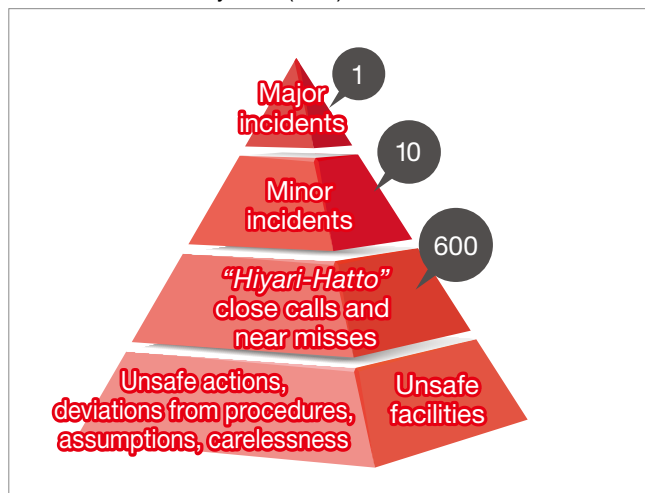 1
Major
incidents
10
Minor
incidents
600
“Hiyari-Hatto”
close calls and
near misses
Unsafe actions,
deviations from procedures,
assumptions, carelessness
Unsafe
facilities